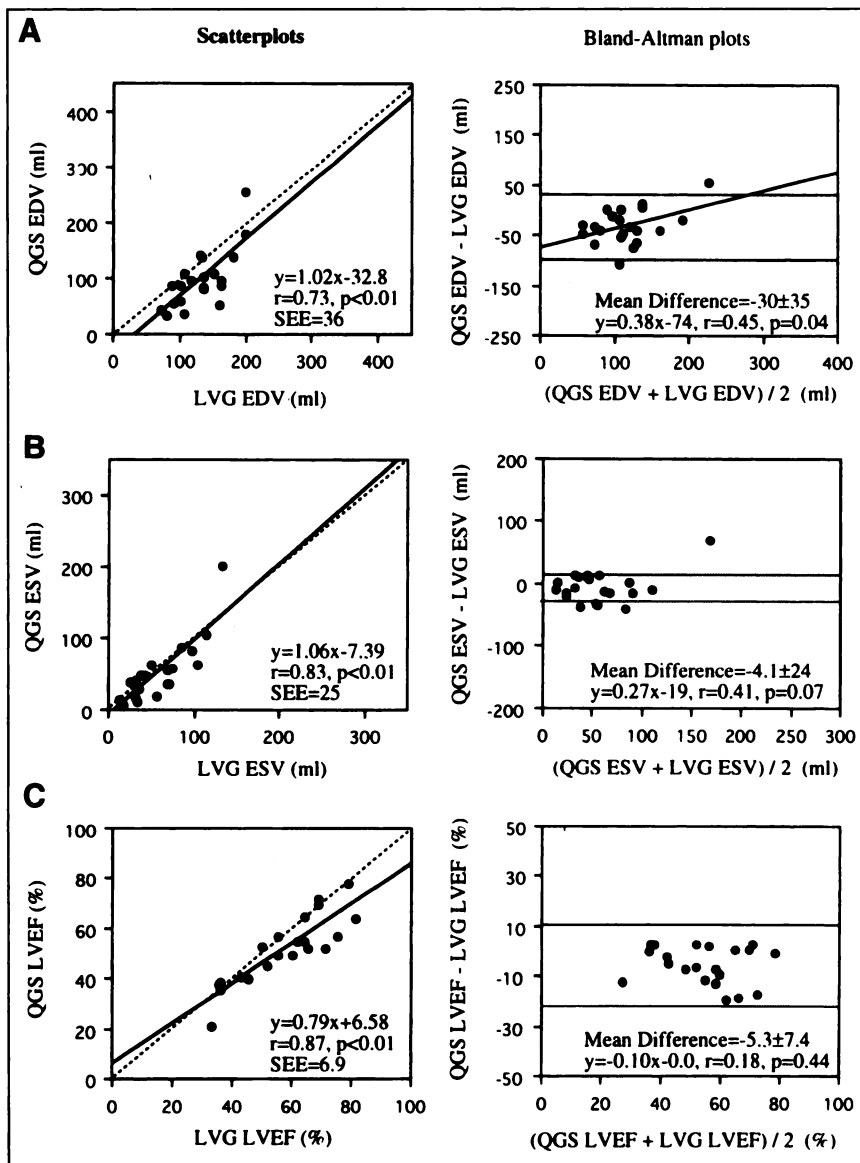 A
Scatterplots
Bland-Altman plots
QGS EDV (ml)
400
300
200
100
0
y=1.02x-32.8
r=0.73, p<0.01
SEE=36
0 100 200 300 400
LVG EDV (ml)
QGS EDV - LVG EDV (ml)
250
150
50
-50
-150
-250
Mean Difference=-30±35
y=0.38x-74, r=0.45, p=0.04
0 100 200 300 400
(QGS EDV + LVG EDV) / 2 (ml)
B
QGS ESV (ml)
300
200
100
0
y=1.06x-7.39
r=0.83, p<0.01
SEE=25
0 100 200 300
LVG ESV (ml)
QGS ESV - LVG ESV (ml)
200
100
0
-100
-200
Mean Difference=-4.1±24
y=0.27x-19, r=0.41, p=0.07
0 50 100 150 200 250 300
(QGS ESV + LVG ESV) / 2 (ml)
C
QGS LVEF (%)
100
80
60
40
20
0
y=0.79x+6.58
r=0.87, p<0.01
SEE=6.9
0 20 40 60 80 100
LVG LVEF (%)
QGS LVEF - LVG LVEF (%)
50
30
10
-10
-30
-50
Mean Difference=-5.3±7.4
y=-0.10x-0.0, r=0.18, p=0.44
0 20 40 60 80 100
(QGS LVEF + LVG LVEF) / 2 (%)